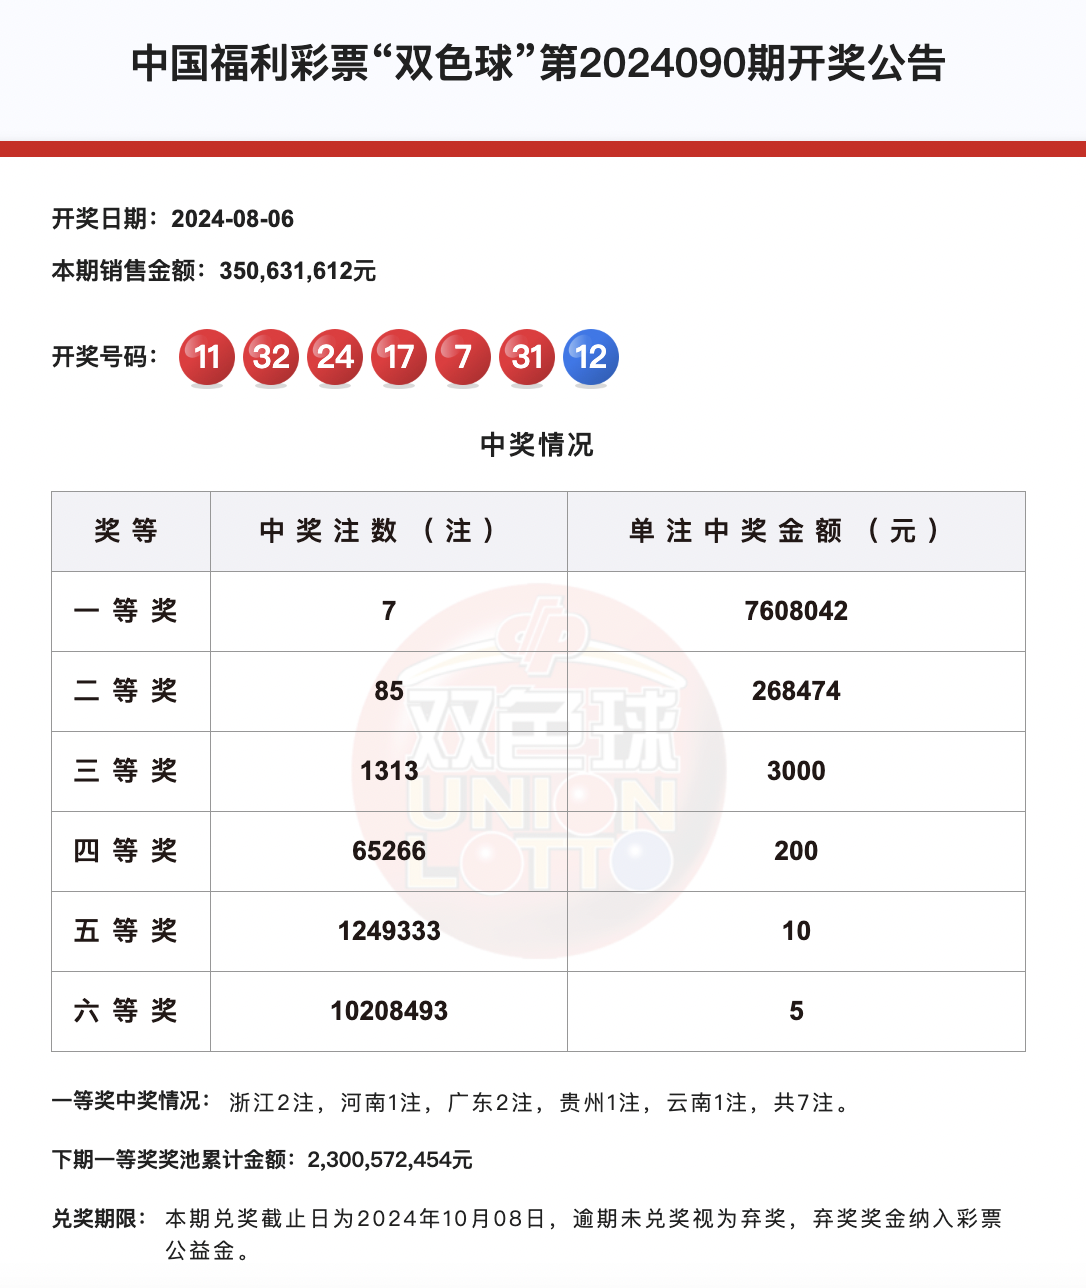 中国福利彩票“双色球”第2024090期开奖公告
开奖日期：2024-08-06
本期销售金额：350,631,612元
开奖号码： 11 32 24 17 7 31 12
中奖情况
奖等 中奖注数（注） 单注中奖金额（元）
一等奖 7 7608042
二等奖 85 268474
三等奖 1313 3000
四等奖 65266 200
五等奖 1249333 10
六等奖 10208493 5
双色球
UNION
LOTTO
一等奖中奖情况： 浙江2注，河南1注，广东2注，贵州1注，云南1注，共7注。
下期一等奖奖池累计金额：2,300,572,454元
兑奖期限： 本期兑奖截止日为2024年10月08日，逾期未兑奖视为弃奖，弃奖奖金纳入彩票
公益金。